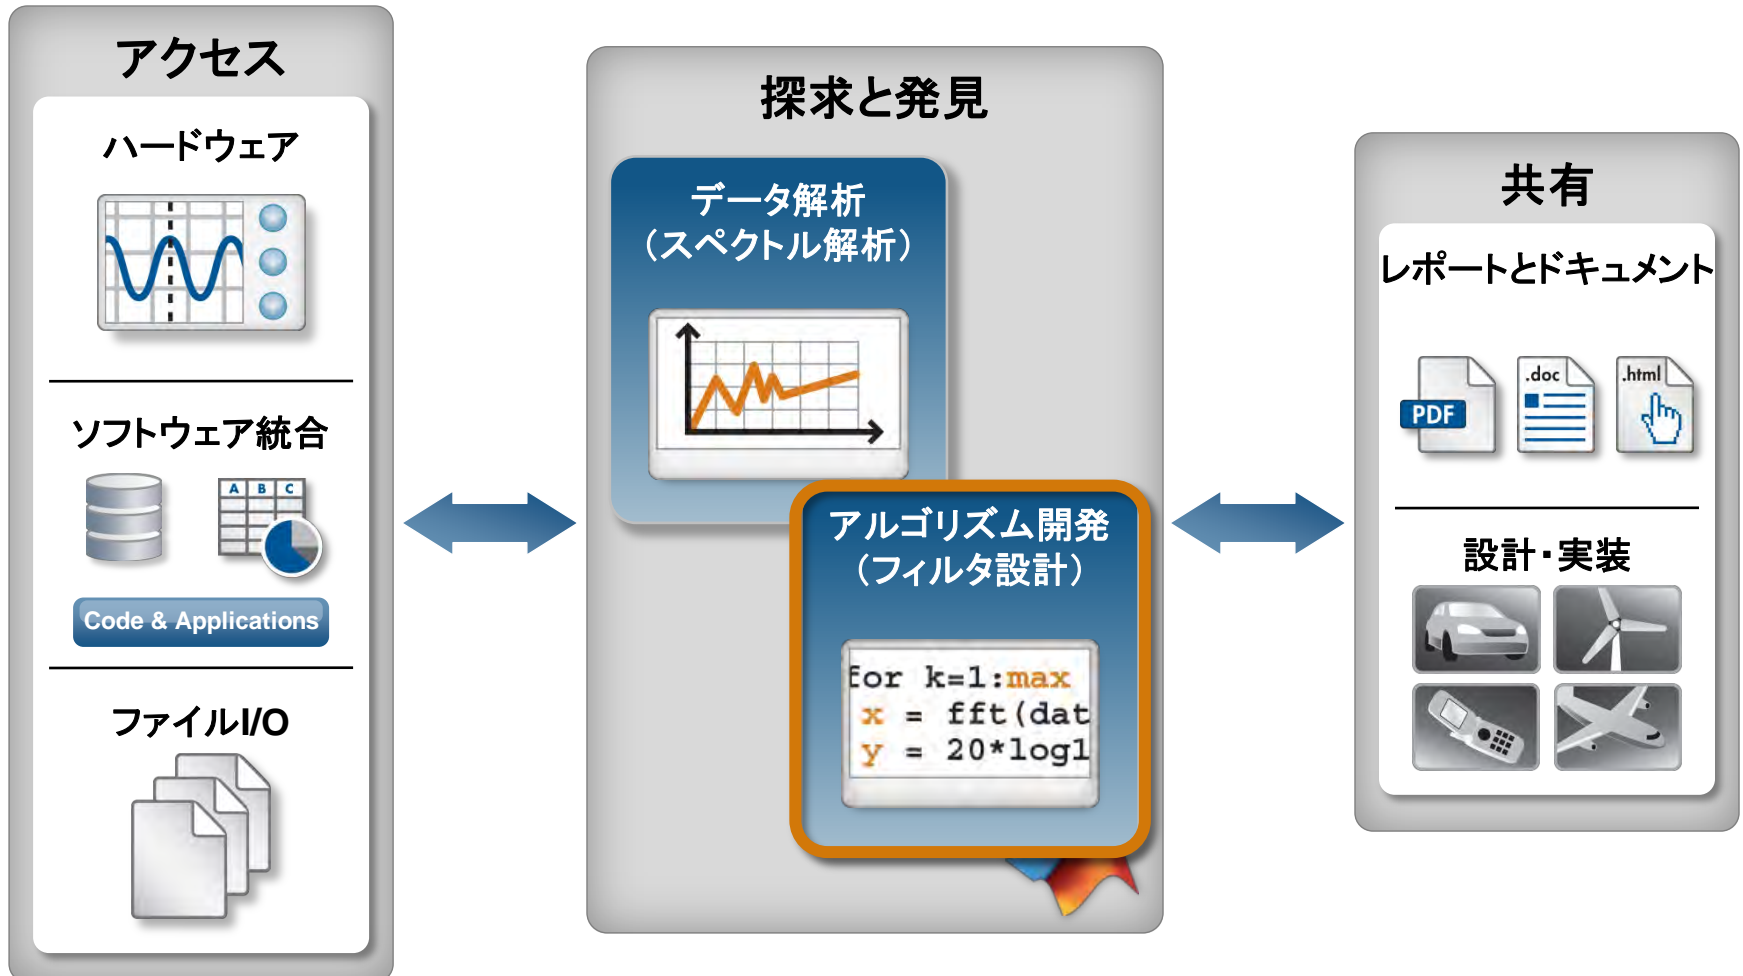 アクセス
ハードウェア
ソフトウェア統合
A B C
Code & Applications
ファイルI/O
探求と発見
データ解析
（スペクトル解析）
アルゴリズム開発
（フィルタ設計）
for k=1:max
x = fft(dat
y = 20*log1
共有
レポートとドキュメント
PDF
.doc
.html
設計・実装